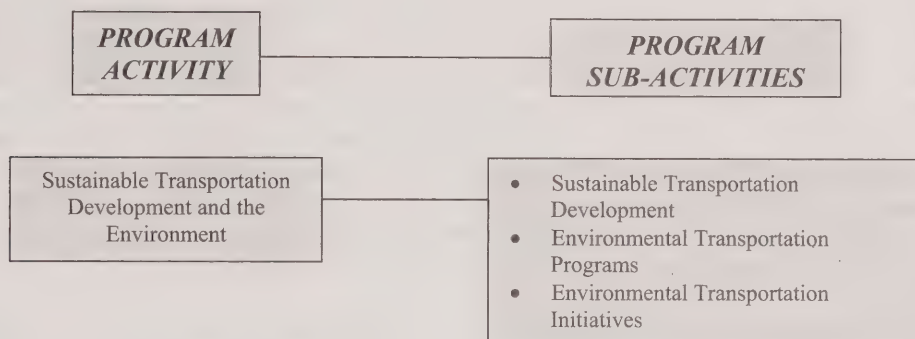 PROGRAM
ACTIVITY
PROGRAM
SUB-ACTIVITIES
Sustainable Transportation
Development and the
Environment
• Sustainable Transportation
Development
• Environmental Transportation
Programs
• Environmental Transportation
Initiatives